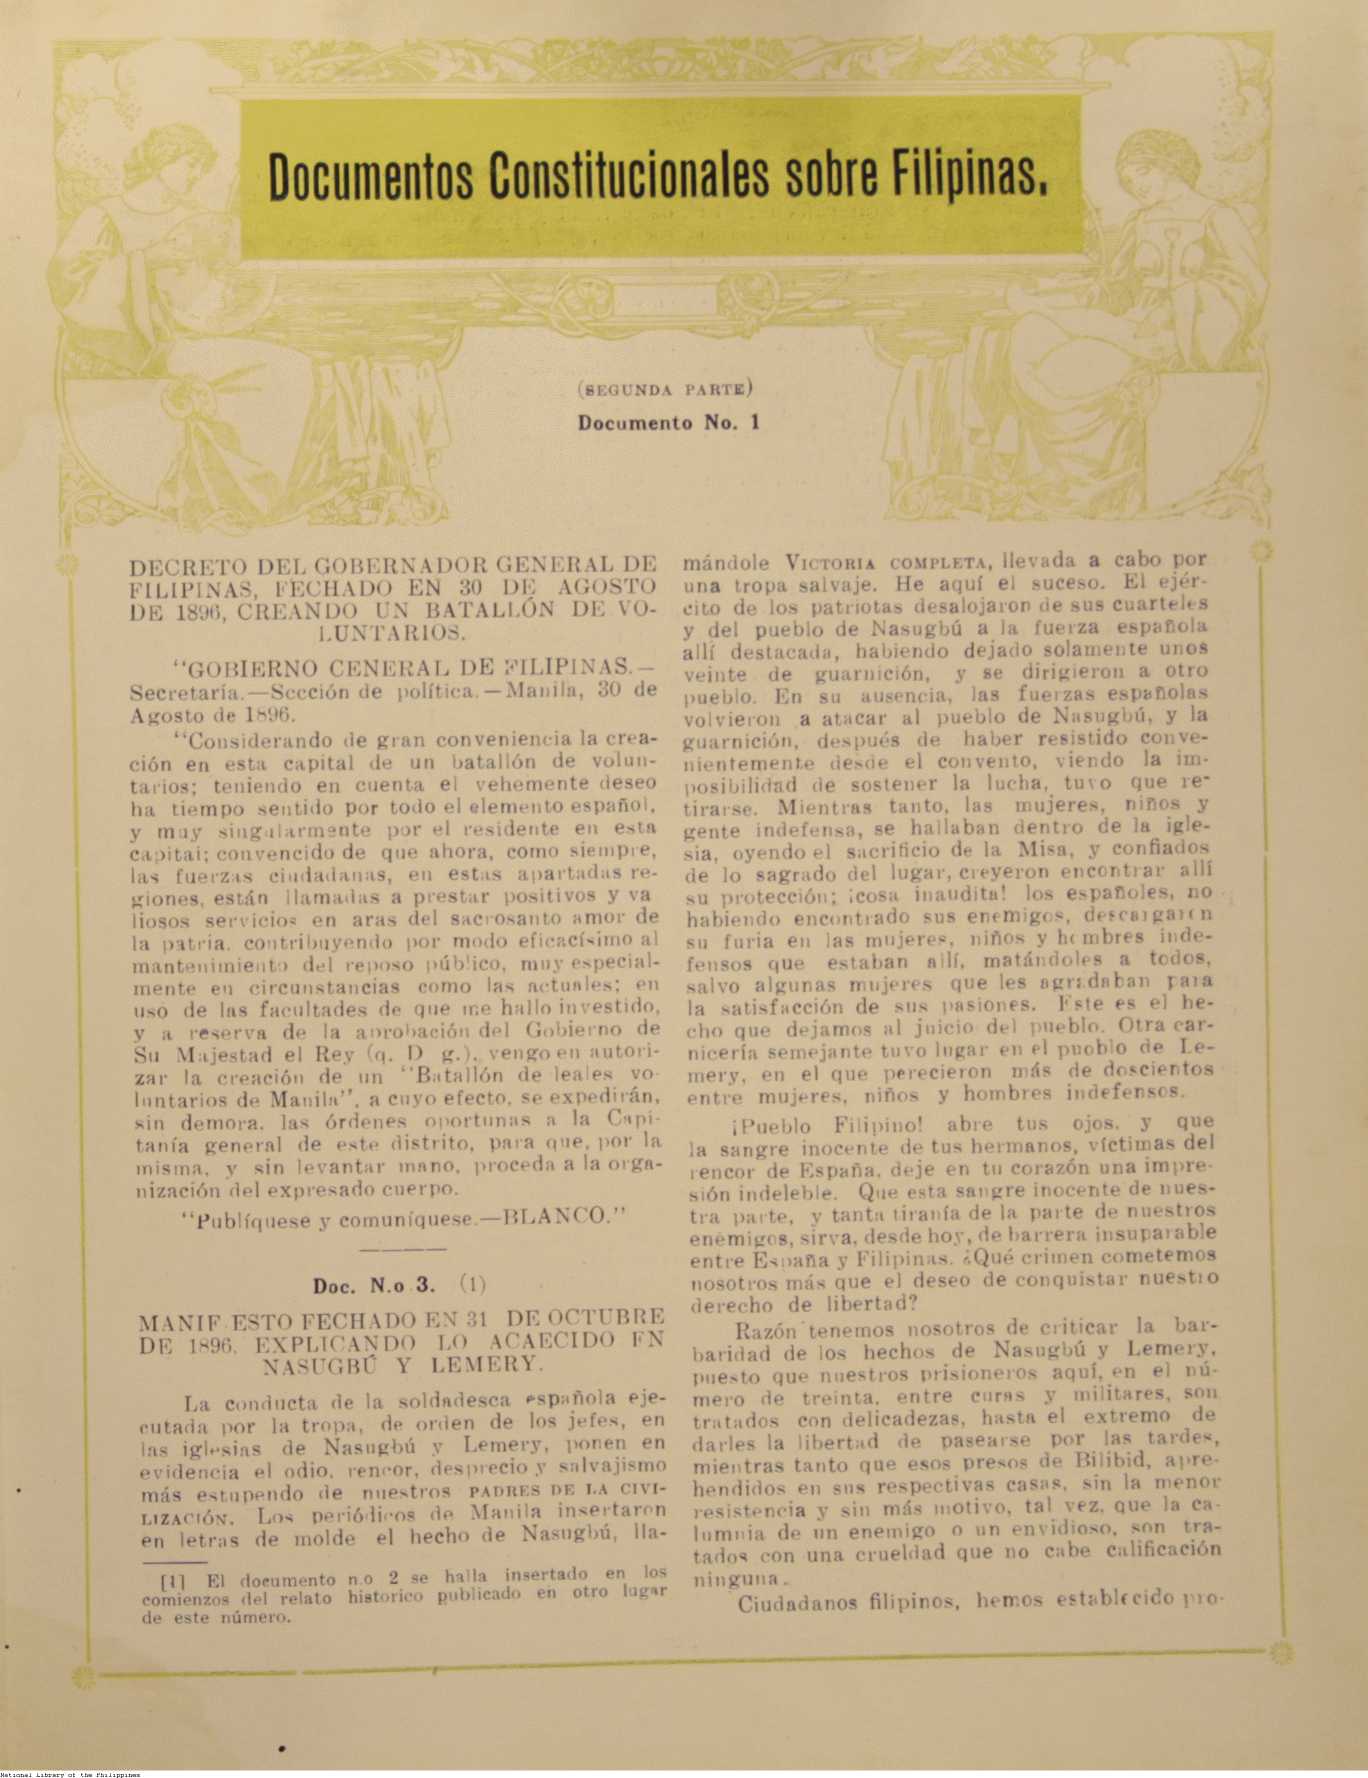 Documentos Constitucionales sobre Filipinas.
(SEGUNDA PARTE)
Documento No. 1
DECRETO DEL GOBERNADOR GENERAL DE
FILIPINAS, FECHADO EN 30 DE AGOSTO
DE 1896, CREANDO UN BATALLÓN DE VO-
LUNTARIOS.
"GOBIERNO CENERAL DE FILIPINAS.—
Secretaría.—Sección de política.—Manila, 30 de
Agosto de 1896.
"Considerando de gran conveniencia la crea-
ción en esta capital de un batallón de volun-
tarios; teniendo en cuenta el vehemente deseo
ha tiempo sentido por todo el elemento español,
y muy singularmente por el residente en esta
capital; convencido de que ahora, como siempre,
las fuerzas ciudadanas, en estas apartadas re-
giones, están llamadas a prestar positivos y va
liosos servicios en aras del sacrosanto amor de
la patria, contribuyendo por modo eficacísimo al
mantenimiento del reposo público, muy especial-
mente en circunstancias como las actuales; en
uso de las facultades de que me hallo investido,
y a reserva de la aprobación del Gobierno de
Su Majestad el Rey (q. D g.), vengo en autori-
zar la creación de un "Batallón de leales vo-
luntarios de Manila", a cuyo efecto, se expedirán,
sin demora, las órdenes oportunas a la Capi-
tanía general de este distrito, para que, por la
misma, y sin levantar mano, proceda a la orga-
nización del expresado cuerpo.
"Publíquese y comuníquese.—BLANCO."
Doc. N.o 3. (1)
MANIFIESTO FECHADO EN 31 DE OCTUBRE
DE 1896, EXPLICANDO LO ACAECIDO EN
NASUGBÚ Y LEMERY.
La conducta de la soldadesca española eje-
cutada por la tropa, de orden de los jefes, en
las iglesias de Nasugbú y Lemery, ponen en
evidencia el odio, rencor, desprecio y salvajismo
más estupendo de nuestros PADRES DE LA CIVI-
LIZACIÓN. Los periódicos de Manila insertaron
en letras de molde el hecho de Nasugbú, lla-
[1] El documento n.o 2 se halla insertado en los
comienzos del relato historico publicado en otro lugar
de este número.
mándole VICTORIA COMPLETA, llevada a cabo por
una tropa salvaje. He aquí el suceso. El ejér-
cito de los patriotas desalojaron de sus cuarteles
y del pueblo de Nasugbú a la fuerza española
allí destacada, habiendo dejado solamente unos
veinte de guarnición, y se dirigieron a otro
pueblo. En su ausencia, las fuerzas españolas
volvieron a atacar al pueblo de Nasugbú, y la
guarnición, después de haber resistido conve-
nientemente desde el convento, viendo la im-
posibilidad de sostener la lucha, tuvo que re-
tirarse. Mientras tanto, las mujeres, niños y
gente indefensa, se hallaban dentro de la igle-
sia, oyendo el sacrificio de la Misa, y confiados
de lo sagrado del lugar, creyeron encontrar allí
su protección; ¡cosa inaudita! los españoles, no
habiendo encontrado sus enemigos, descargaron
su furia en las mujeres, niños y hombres inde-
fensos que estaban allí, matándoles a todos,
salvo algunas mujeres que les agradaban para
la satisfacción de sus pasiones. Este es el he-
cho que dejamos al juicio del pueblo. Otra car-
nicería semejante tuvo lugar en el pueblo de Le-
mery, en el que perecieron más de doscientos
entre mujeres, niños y hombres indefensos.
¡Pueblo Filipino! abre tus ojos, y que
la sangre inocente de tus hermanos, víctimas del
rencor de España, deje en tu corazón una impre-
sión indeleble. Que esta sangre inocente de nues-
tra parte, y tanta tiranía de la parte de nuestros
enemigos, sirva, desde hoy, de barrera insuparable
entre España y Filipinas. ¿Qué crimen cometemos
nosotros más que el deseo de conquistar nuestro
derecho de libertad?
Razón tenemos nosotros de criticar la bar-
baridad de los hechos de Nasugbú y Lemery,
puesto que nuestros prisioneros aquí, en el nú-
mero de treinta, entre curas y militares, son
tratados con delicadezas, hasta el extremo de
darles la libertad de pasearse por las tardes,
mientras tanto que esos presos de Bilibid, apre-
hendidos en sus respectivas casas, sin la menor
resistencia y sin más motivo, tal vez, que la ca-
lumnia de un enemigo o un envidioso, son tra-
tados con una crueldad que no cabe calificación
ninguna.
Ciudadanos filipinos, hemos establecido pro-
National Library of the Philippines